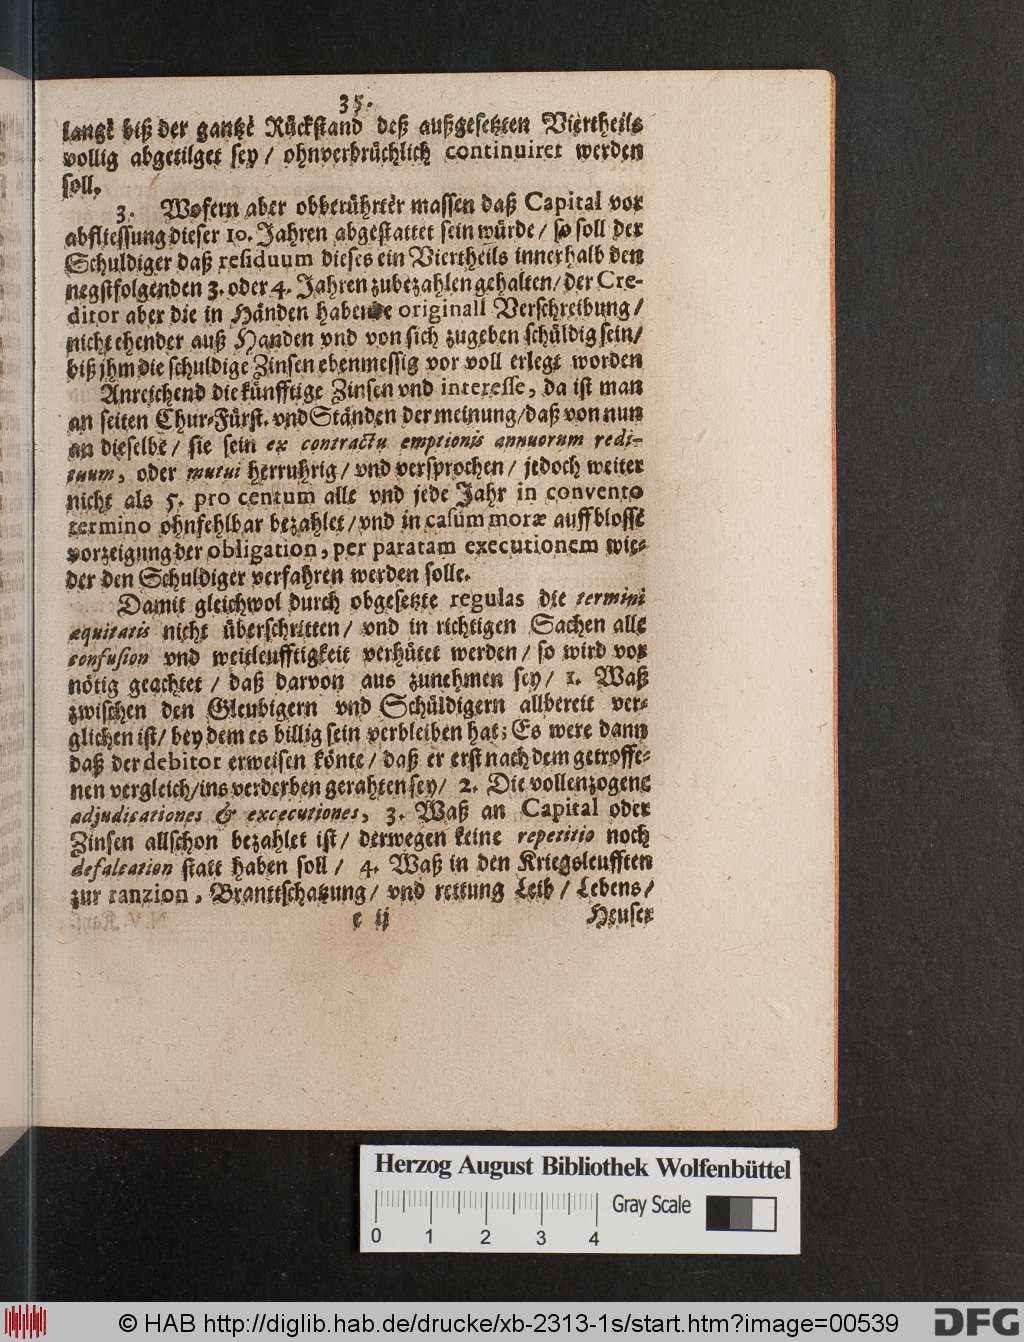 35.
lang biß der gantze Rückstand deß außgesetzten Viertheils
vollig abgetilget sey / ohnverbrüchlich continuiret werden
soll.
3. Wofern aber obberührter massen daß Capital vor
abfliessung dieser 10. Jahren abgestattet sein würde / so soll der
Schuldiger daß residuum dieses ein Viertheils innerhalb den
negstfolgenden 3. oder 4. Jahren zubezahlen gehalten / der Cre-
ditor aber die in Händen habende originall Verschreibung /
nicht ehender auß Handen vnd von sich zugeben schüldig sein /
biß jhm die schuldige Zinsen ebenmessig vor voll erlegt worden
Anreichend die künfftige Zinsen vnd interesse, da ist man
an seiten Chur-Fürst. vnd Ständen der meinung / daß von nun
an dieselbe / sie sein ex contractu emptionis annuorum redi-
tuum, oder mutui herruhrig / vnd versprochen / jedoch weiter
nicht als 5. pro centum alle vnd jede Jahr in convento
termino ohnfehlbar bezahlet / vnd in casum moræ auff blosse
vorzeigung der obligation, per paratam executionem wie-
der den Schuldiger verfahren werden solle.
Damit gleichwol durch obgesetzte regulas die termini
æquitatis nicht überschritten / vnd in richtigen Sachen alle
confusion vnd weitleufftigkeit verhütet werden / so wird vor
nötig geachtet / daß darvon aus zunehmen sey / 1. Waß
zwischen den Gleubigern vnd Schüldigern allbereit ver-
glichen ist / bey dem es billig sein verbleiben hat; Es were dann
daß der debitor erweisen könte / daß er erst nach dem getroffe-
nen vergleich / ins verderben gerahten sey / 2. Die vollenzogene
adjudicationes & excecutiones, 3. Waß an Capital oder
Zinsen allschon bezahlet ist / derwegen keine repetitio noch
defalcation statt haben soll / 4. Waß in den Kriegsleufften
zur ranzion, Branttschatzung / vnd rettung Leib / Lebens /
e ij Heuser
Herzog August Bibliothek Wolfenbüttel
Gray Scale
0 1 2 3 4
© HAB http://diglib.hab.de/drucke/xb-2313-1s/start.htm?image=00539
DFG